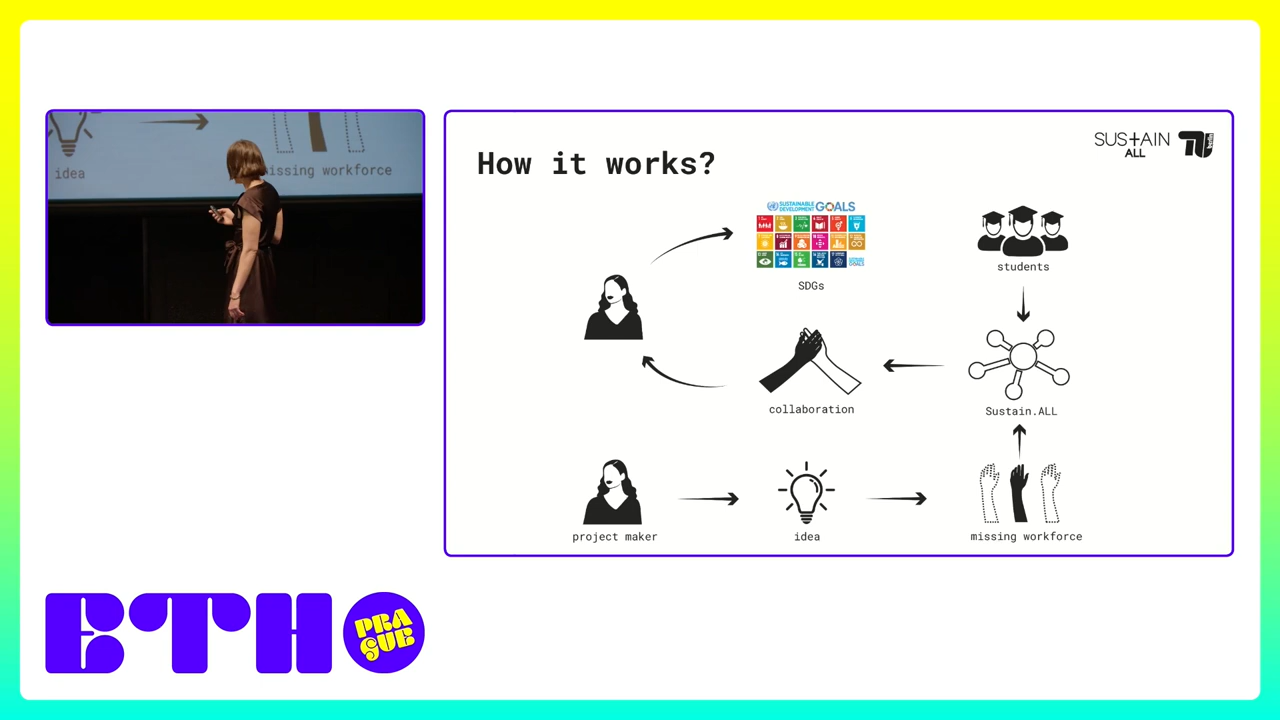 idea
issing workforce
How it works?
SUSTAIN
ALL
SUSTAINABLE
DEVELOPMENT GOALS
SDGs
students
collaboration
Sustain.ALL
project maker
idea
missing workforce
ETH
PRA
GUE